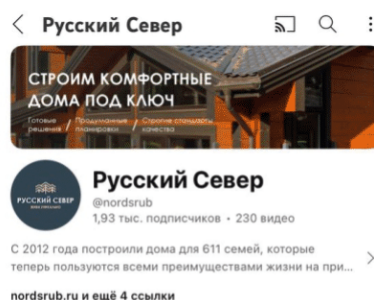 Русский Север
СТРОИМ КОМФОРТНЫЕ
ДОМА ПОД КЛЮЧ
Готовые решения / Продуманные планировки / Строгие стандарты качества
РУССКИЙ СЕВЕР
Русский Север
@nordsrub
1,93 тыс. подписчиков • 230 видео
С 2012 года построили дома для 611 семей, которые
теперь пользуются всеми преимуществами жизни на при...
nordsrub.ru и ещё 4 ссылки